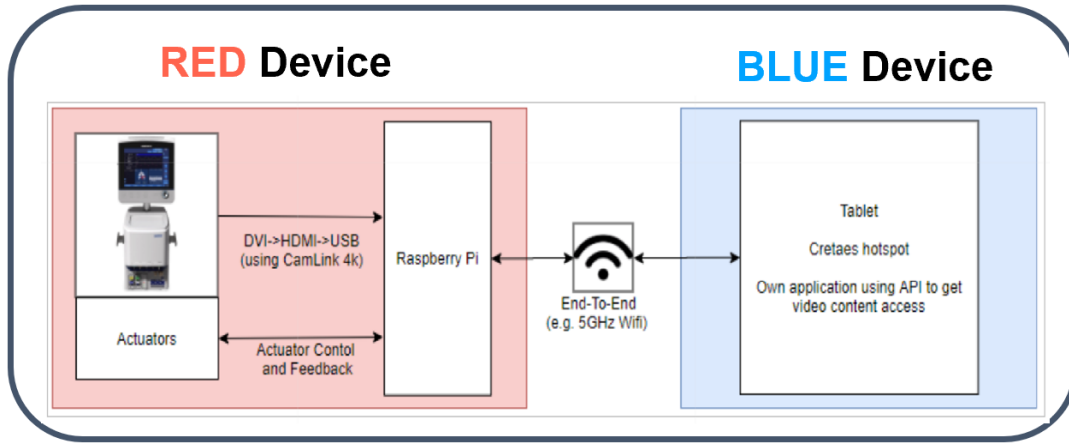 RED Device
BLUE Device
DVI->HDMI->USB
(using CamLink 4k)
Raspberry Pi
Actuators
Actuator Contol
and Feedback
End-To-End
(e.g. 5GHz Wifi)
Tablet
Cretaes hotspot
Own application using API to get
video content access